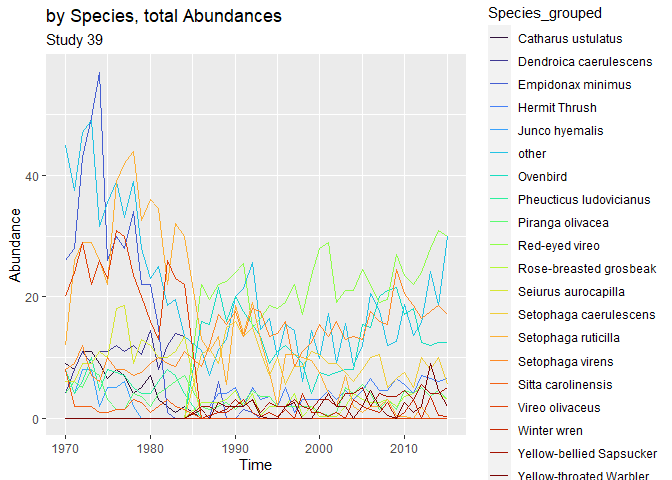 by Species, total Abundances
Study 39
Abundance
40
20
0
1970
1980
1990
2000
2010
Time
Species_grouped
Catharus ustulatus
Dendroica caerulescens
Empidonax minimus
Hermit Thrush
Junco hyemalis
other
Ovenbird
Pheucticus ludovicianus
Piranga olivacea
Red-eyed vireo
Rose-breasted grosbeak
Seiurus aurocapilla
Setophaga caerulescens
Setophaga ruticilla
Setophaga virens
Sitta carolinensis
Vireo olivaceus
Winter wren
Yellow-bellied Sapsucker
Yellow-throated Warbler